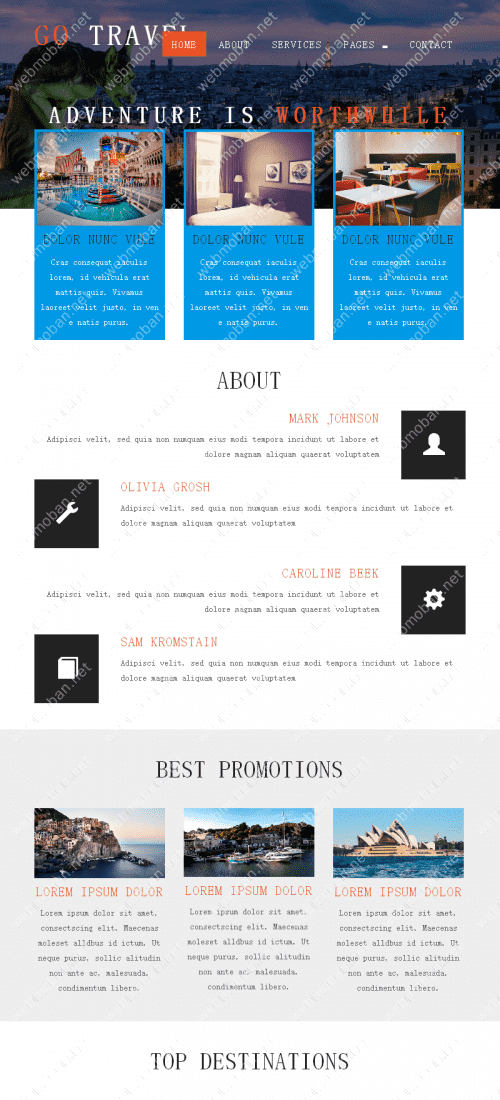 GO TRAVEL
HOME ABOUT SERVICES PAGES CONTACT
ADVENTURE IS WORTHWHILE
DOLOR NUNC VULE
Cras consequat iaculis
lorem, id vehicula erat
mattis quis. Vivamus
laoreet velit justo, in ven
e natis purus.
DOLOR NUNC VULE
Cras consequat iaculis
lorem, id vehicula erat
mattis quis. Vivamus
laoreet velit justo, in ven
e natis purus.
DOLOR NUNC VULE
Cras consequat iaculis
lorem, id vehicula erat
mattis quis. Vivamus
laoreet velit justo, in ven
e natis purus.
ABOUT
MARK JOHNSON
Adipisci velit, sed quia non numquam eius modi tempora incidunt ut labore et
dolore magnam aliquam quaerat voluptatem
OLIVIA GROSH
Adipisci velit, sed quia non numquam eius modi tempora incidunt ut labore et
dolore magnam aliquam quaerat voluptatem
CAROLINE BEEK
Adipisci velit, sed quia non numquam eius modi tempora incidunt ut labore et
dolore magnam aliquam quaerat voluptatem
SAM KROMSTAIN
Adipisci velit, sed quia non numquam eius modi tempora incidunt ut labore et
dolore magnam aliquam quaerat voluptatem
BEST PROMOTIONS
LOREM IPSUM DOLOR
Lorem ipsum dolor sit amet,
consectscing elit. Maecenas
moleset alldbus id ictum. Ut
neque purus, sollic alitudin
non ante ac, malesuada,
condimentum libero.
LOREM IPSUM DOLOR
Lorem ipsum dolor sit amet,
consectscing elit. Maecenas
moleset alldbus id ictum. Ut
neque purus, sollic alitudin
non ante ac, malesuada,
condimentum libero.
LOREM IPSUM DOLOR
Lorem ipsum dolor sit amet,
consectscing elit. Maecenas
moleset alldbus id ictum. Ut
neque purus, sollic alitudin
non ante ac, malesuada,
condimentum libero.
TOP DESTINATIONS
webmoban.net